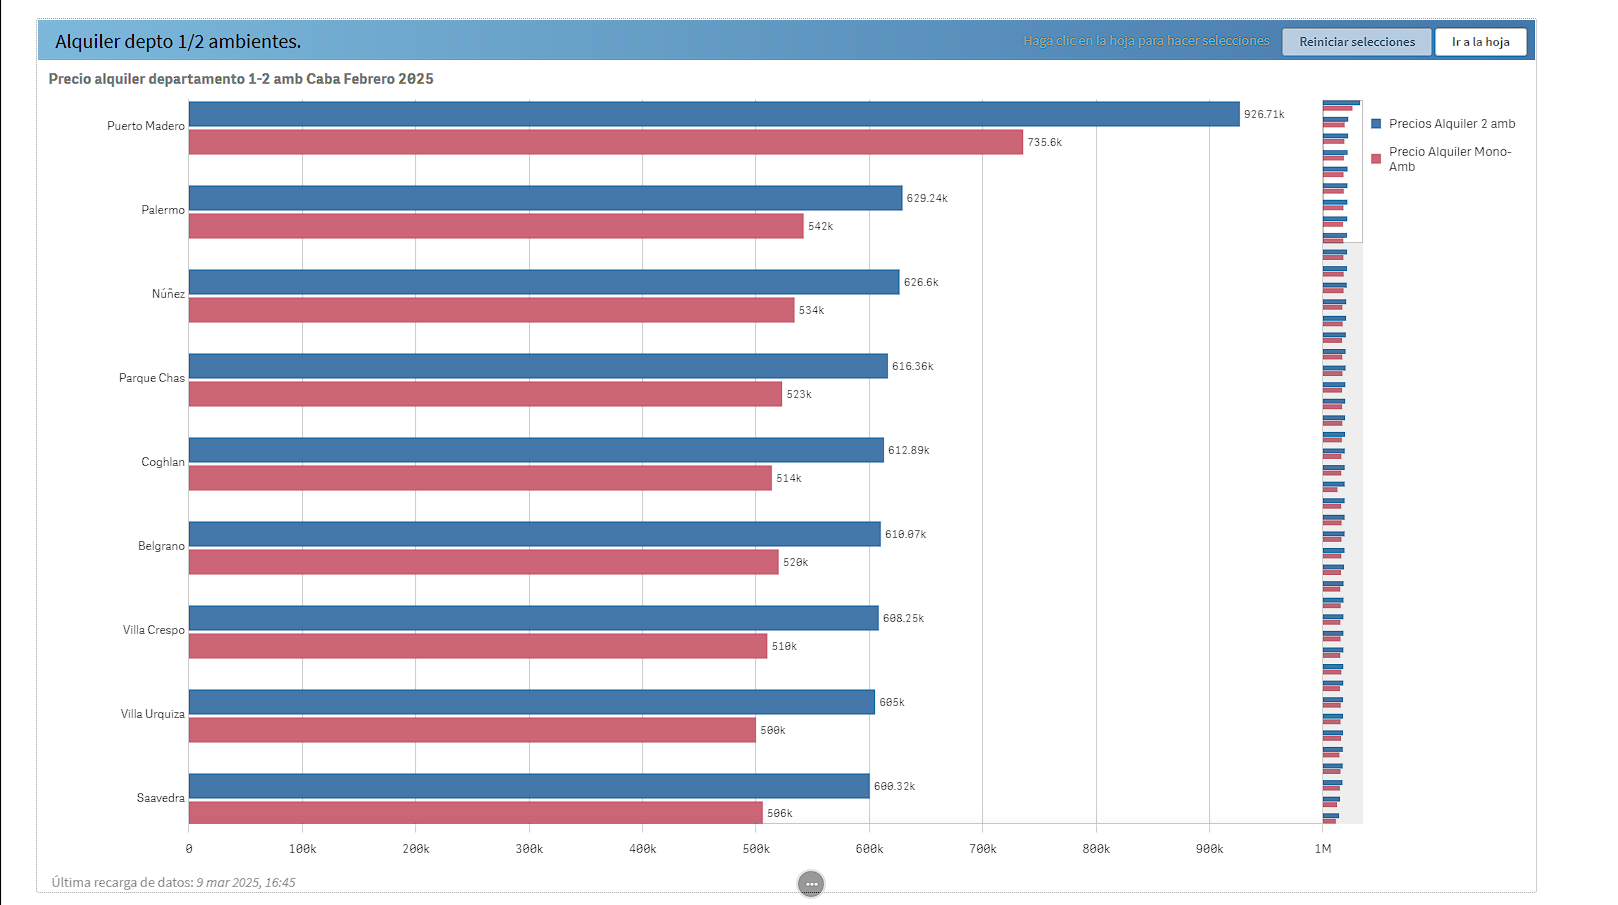 Alquiler depto 1/2 ambientes.
Haga clic en la hoja para hacer selecciones
Reiniciar selecciones
Ir a la hoja
Precio alquiler departamento 1-2 amb Caba Febrero 2025
Puerto Madero
926.71k
735.6k
Palermo
629.24k
542k
Núñez
626.6k
534k
Parque Chas
616.36k
523k
Coghlan
612.89k
514k
Belgrano
610.07k
520k
Villa Crespo
608.25k
510k
Villa Urquiza
605k
500k
Saavedra
600.32k
506k
0 100k 200k 300k 400k 500k 600k 700k 800k 900k 1M
Precios Alquiler 2 amb
Precio Alquiler Mono-
Amb
Última recarga de datos: 9 mar 2025, 16:45